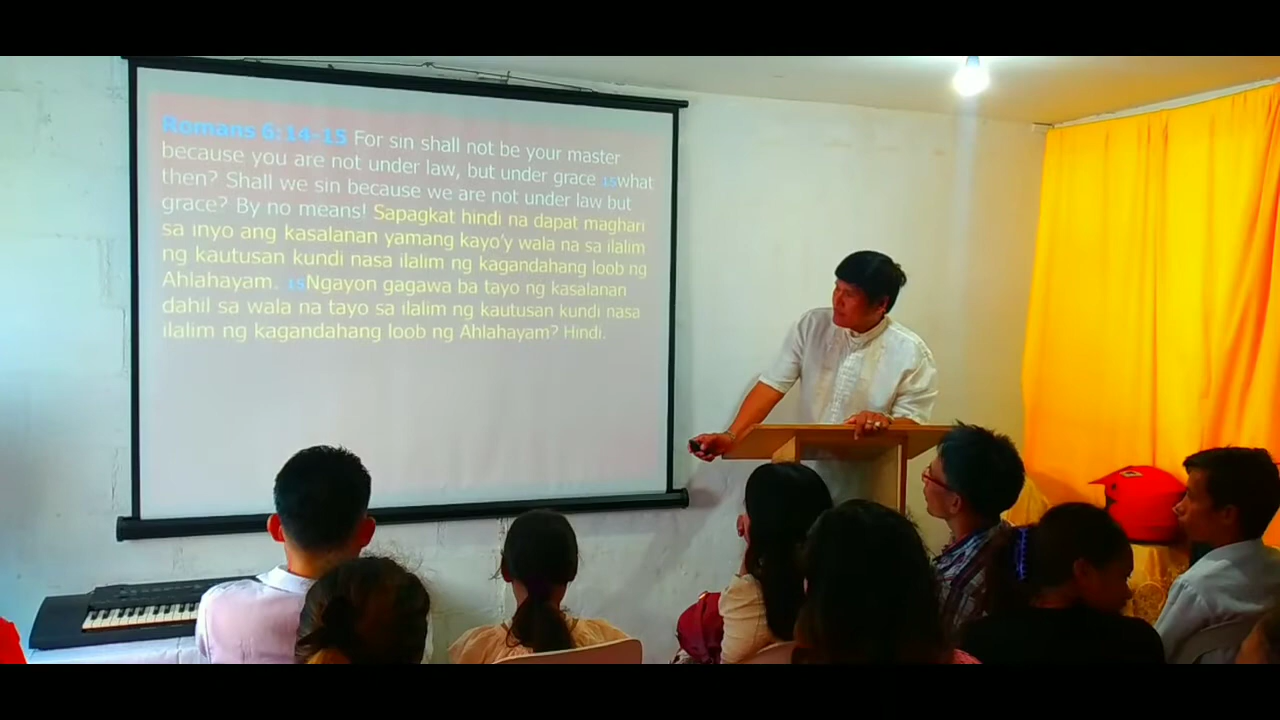 Romans 6:14-15 For sin shall not be your master
because you are not under law, but under grace 15what
then? Shall we sin because we are not under law but
grace? By no means! Sapagkat hindi na dapat maghari
sa inyo ang kasalanan yamang kayo'y wala na sa ilalim
ng kautusan kundi nasa ilalim ng kagandahang loob ng
Ahlahayam. 15Ngayon gagawa ba tayo ng kasalanan
dahil sa wala na tayo sa ilalim ng kautusan kundi nasa
ilalim ng kagandahang loob ng Ahlahayam? Hindi.